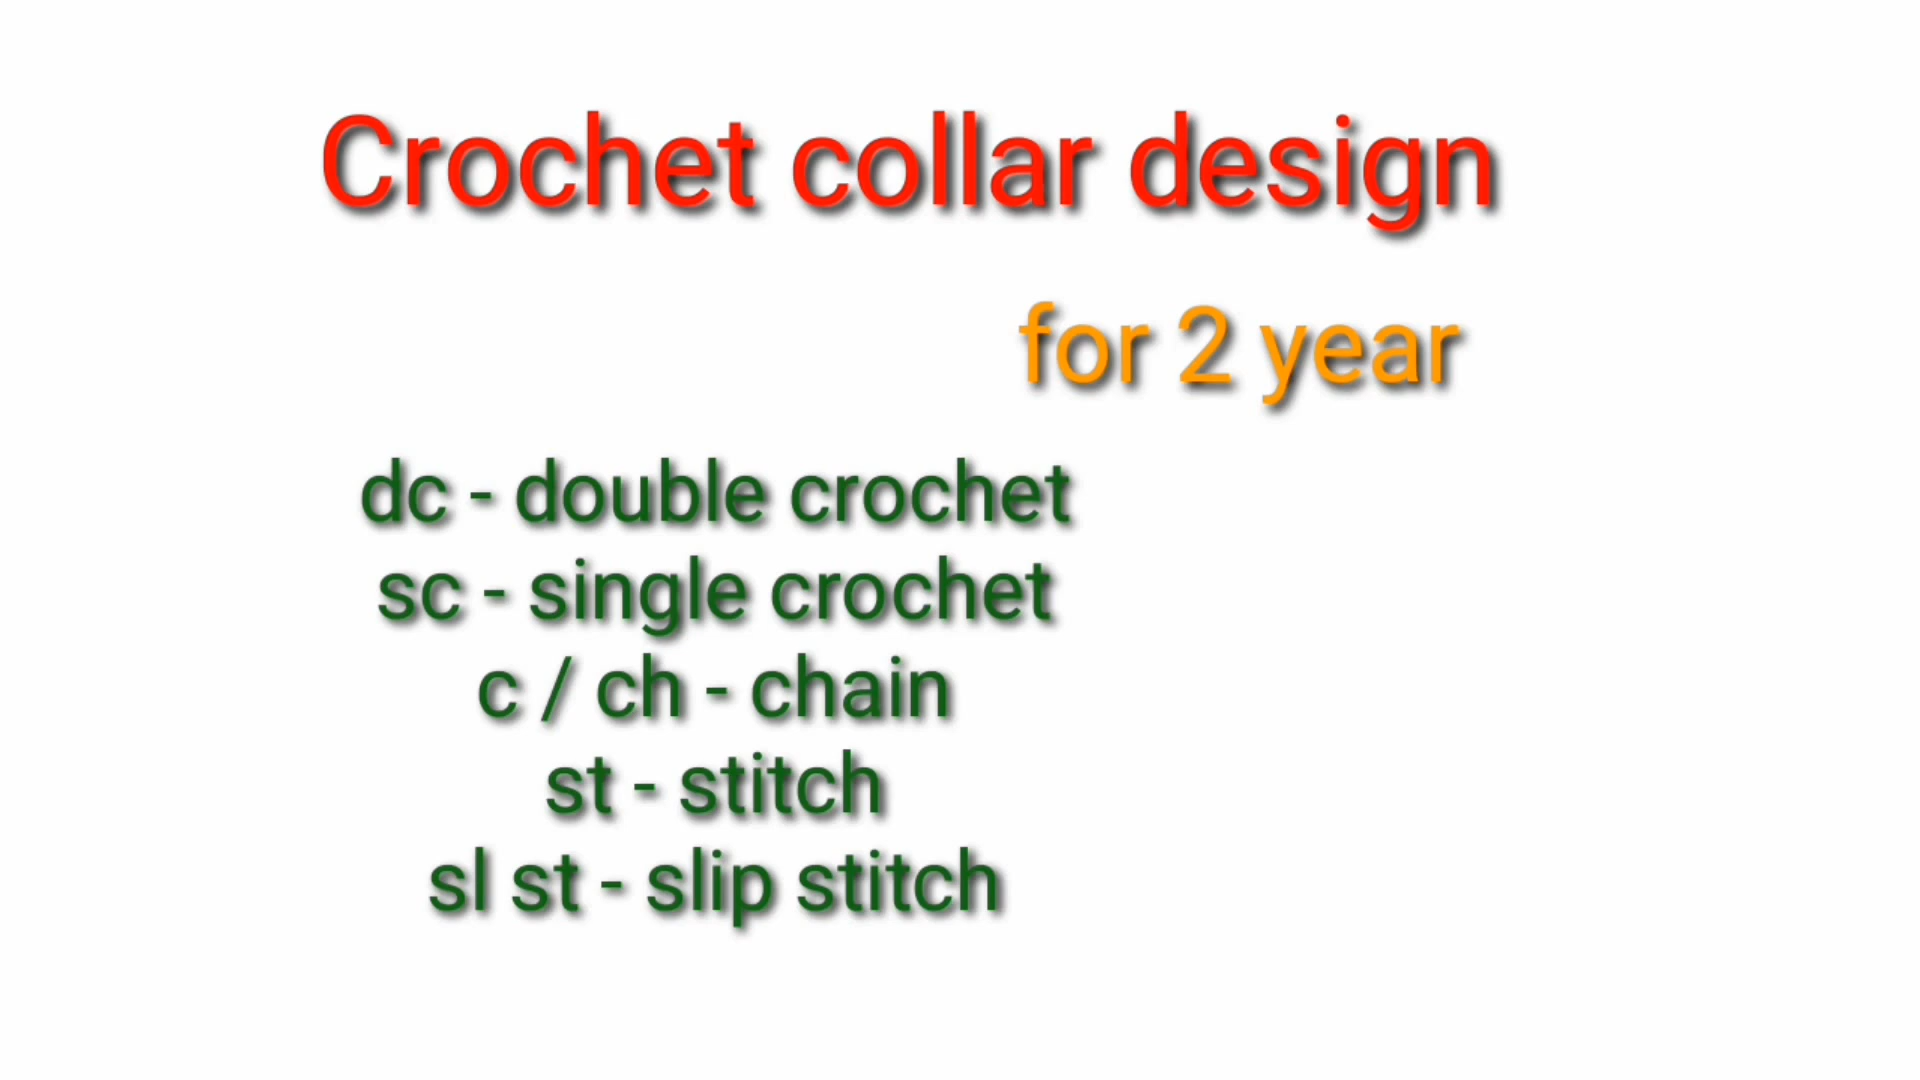 Crochet collar design
for 2 year
dc - double crochet
sc - single crochet
c / ch - chain
st - stitch
sl st - slip stitch